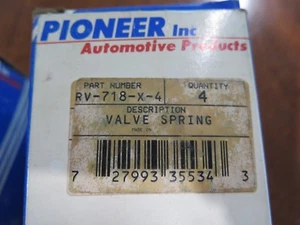 PIONEER Inc
Automotive Products
PART NUMBER QUANTITY
RV-718-X-4 4
DESCRIPTION
VALVE SPRING
7 27993 35534 3